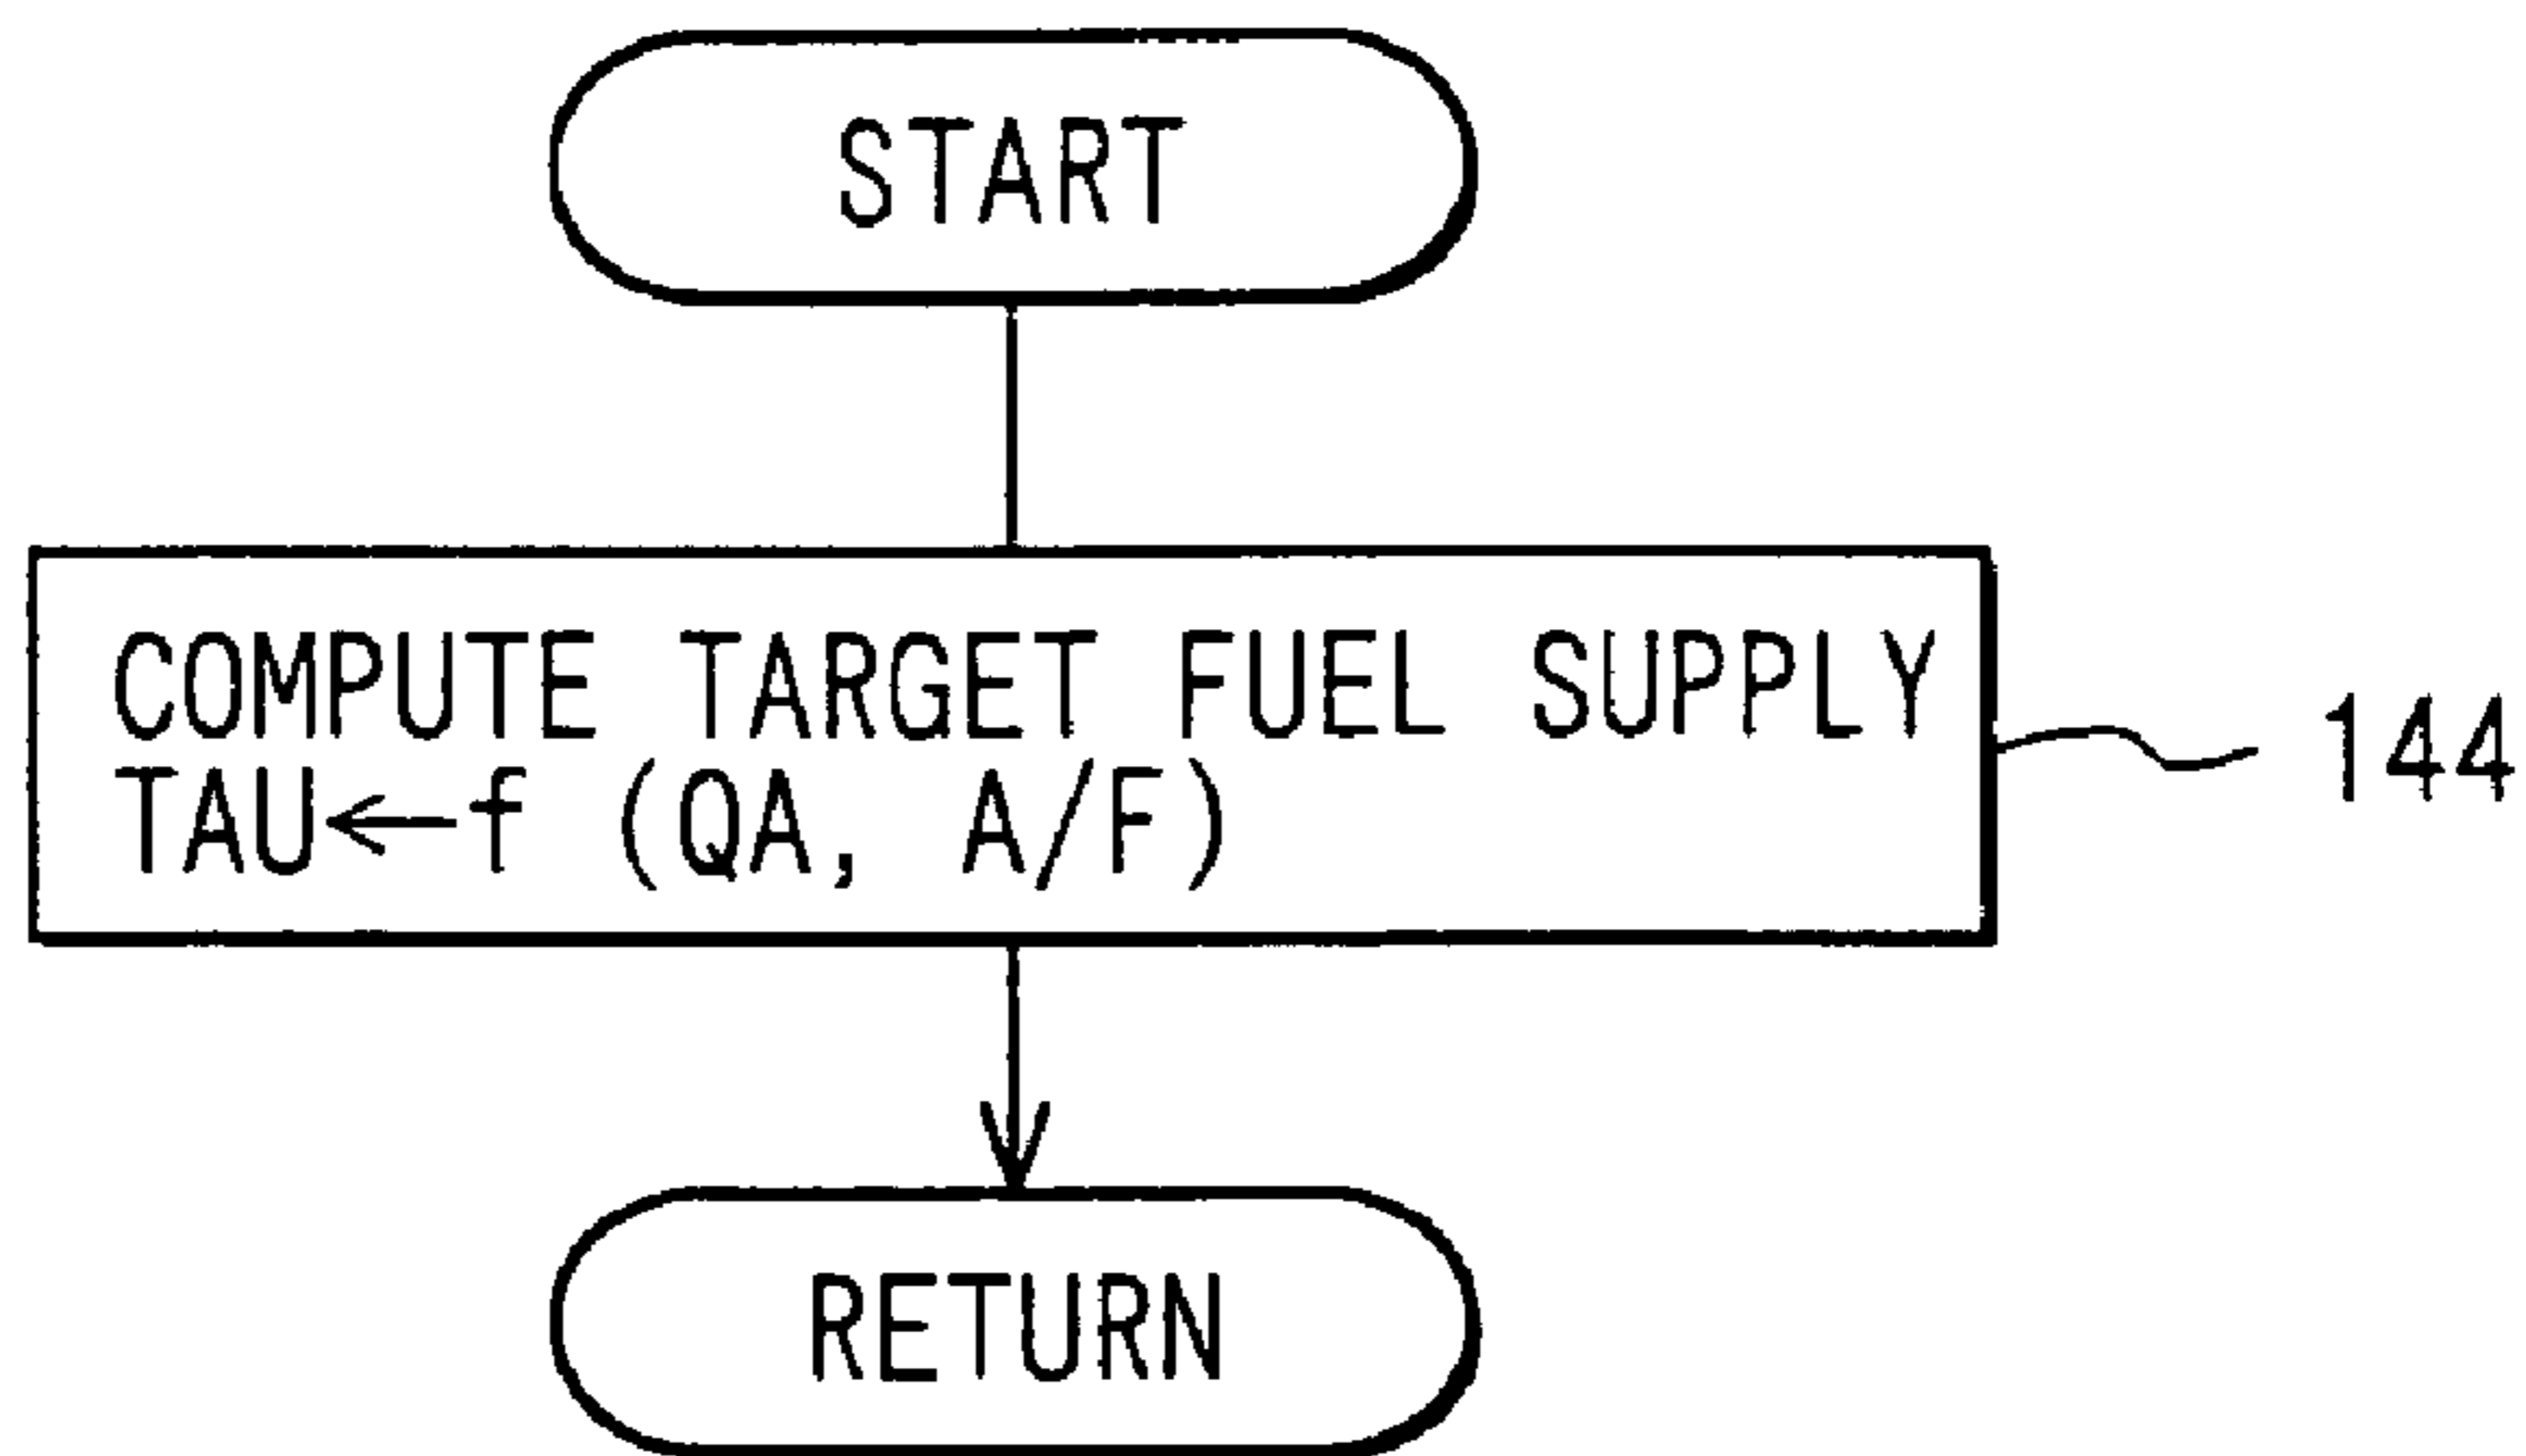 START
COMPUTE TARGET FUEL SUPPLY
TAU←f (QA, A/F)
144
RETURN